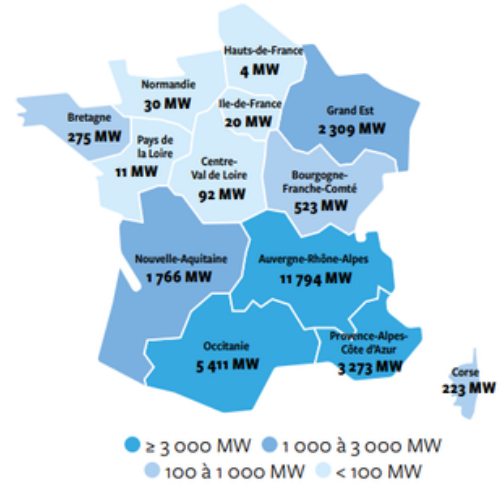 Hauts-de-France
4 MW
Normandie
30 MW
Ile-de-France
20 MW
Grand Est
2 309 MW
Bretagne
275 MW
Pays de
la Loire
11 MW
Centre-
Val de Loire
92 MW
Bourgogne-
Franche-Comté
523 MW
Nouvelle-Aquitaine
1 766 MW
Auvergne-Rhône-Alpes
11 794 MW
Occitanie
5 411 MW
Provence-Alpes-
Côte d'Azur
3 273 MW
Corse
223 MW
≥ 3 000 MW
1 000 à 3 000 MW
100 à 1 000 MW
< 100 MW